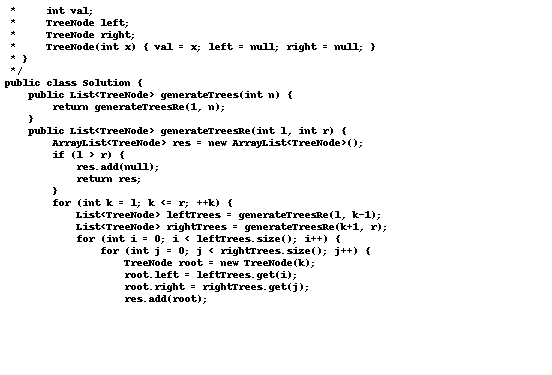 *     int val;
*     TreeNode left;
*     TreeNode right;
*     TreeNode(int x) { val = x; left = null; right = null; }
* }
*/
public class Solution {
    public List<TreeNode> generateTrees(int n) {
        return generateTreesRe(1, n);
    }
    public List<TreeNode> generateTreesRe(int l, int r) {
        ArrayList<TreeNode> res = new ArrayList<TreeNode>();
        if (l > r) {
            res.add(null);
            return res;
        }
        for (int k = l; k <= r; ++k) {
            List<TreeNode> leftTrees = generateTreesRe(l, k-1);
            List<TreeNode> rightTrees = generateTreesRe(k+1, r);
            for (int i = 0; i < leftTrees.size(); i++) {
                for (int j = 0; j < rightTrees.size(); j++) {
                    TreeNode root = new TreeNode(k);
                    root.left = leftTrees.get(i);
                    root.right = rightTrees.get(j);
                    res.add(root);